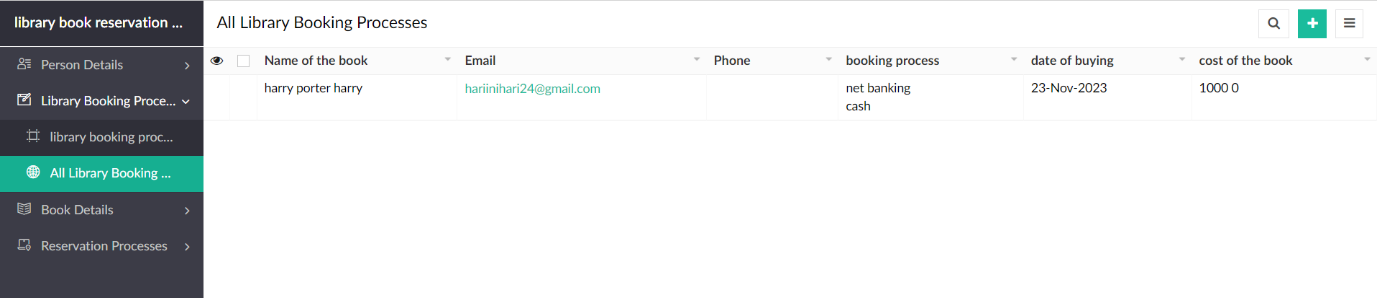 library book reservation ...
All Library Booking Processes
Person Details
Library Booking Proce...
library booking proc...
All Library Booking ...
Book Details
Reservation Processes
Name of the book Email Phone booking process date of buying cost of the book
harry porter harry hariinihari24@gmail.com net banking 23-Nov-2023 1000 0
cash